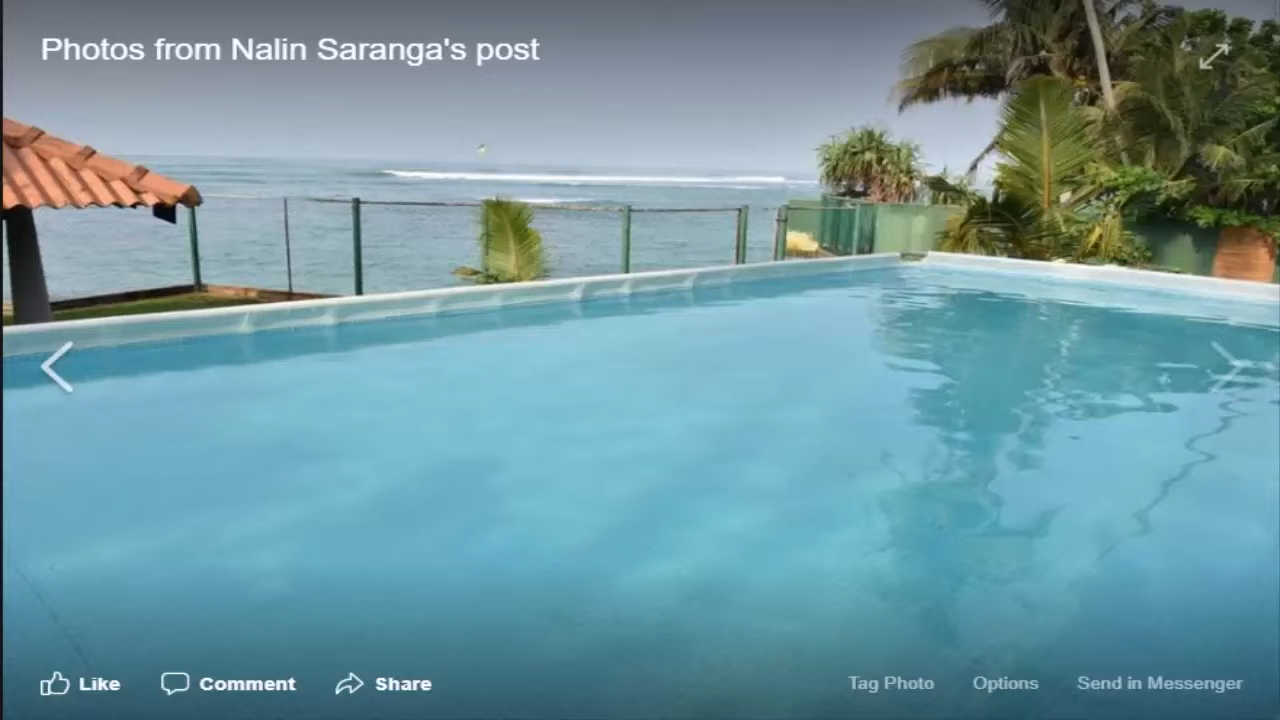 Photos from Nalin Saranga's post
Like Comment Share Tag Photo Options Send in Messenger